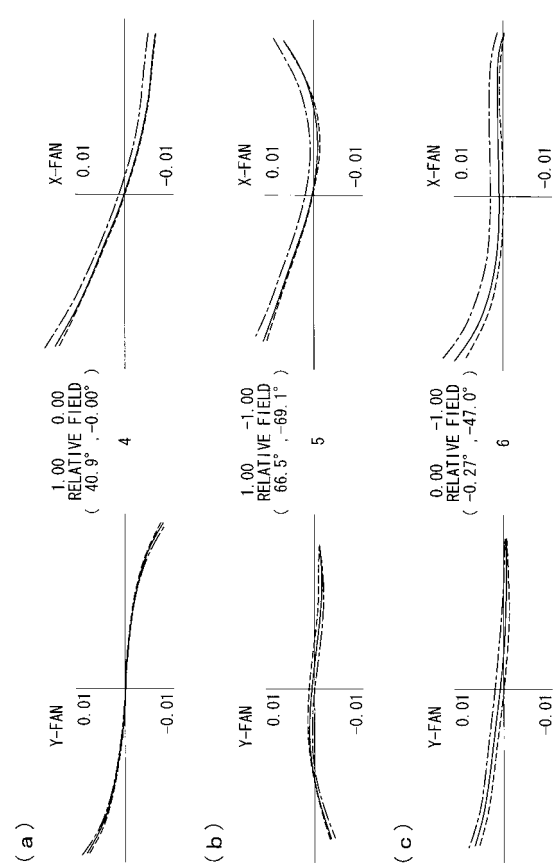 (a)
Y-FAN
0.01
-0.01
1.00 0.00
RELATIVE FIELD
( 40.9° ,-0.00° )
4
X-FAN
0.01
-0.01
(b)
Y-FAN
0.01
-0.01
1.00 -1.00
RELATIVE FIELD
( 66.5° ,-69.1° )
5
X-FAN
0.01
-0.01
(c)
Y-FAN
0.01
-0.01
0.00 -1.00
RELATIVE FIELD
( -0.27° ,-47.0° )
6
X-FAN
0.01
-0.01